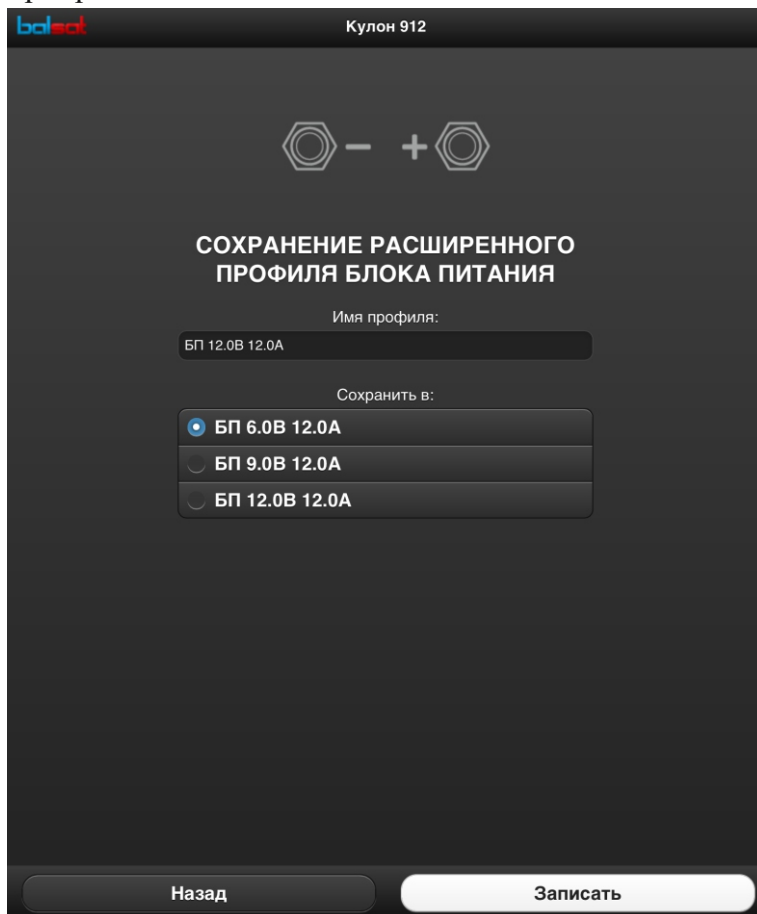 balsat
Кулон 912
СОХРАНЕНИЕ РАСШИРЕННОГО
ПРОФИЛЯ БЛОКА ПИТАНИЯ
Имя профиля:
БП 12.0В 12.0А
Сохранить в:
БП 6.0В 12.0А
БП 9.0В 12.0А
БП 12.0В 12.0А
Назад
Записать